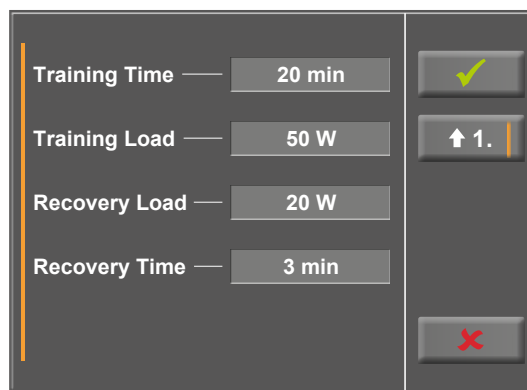 Training Time 20 min
Training Load 50 W
1.
Recovery Load 20 W
Recovery Time 3 min